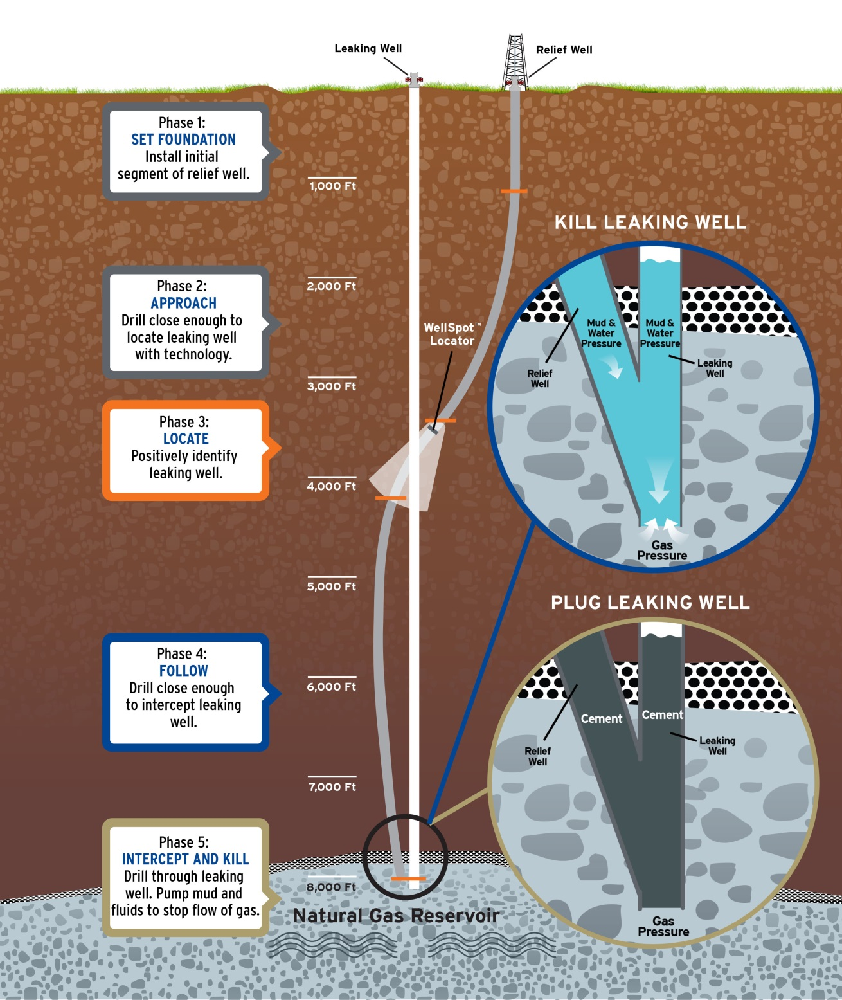 Leaking Well
Relief Well
Phase 1:
SET FOUNDATION
Install initial
segment of relief well.
1,000 Ft
KILL LEAKING WELL
Phase 2:
APPROACH
Drill close enough to
locate leaking well
with technology.
2,000 Ft
WellSpot™
Locator
Mud &
Water
Pressure
Mud &
Water
Pressure
Relief
Well
Leaking
Well
3,000 Ft
Phase 3:
LOCATE
Positively identify
leaking well.
4,000 Ft
Gas
Pressure
5,000 Ft
PLUG LEAKING WELL
Phase 4:
FOLLOW
Drill close enough
to intercept leaking
well.
6,000 Ft
Cement
Cement
Relief
Well
Leaking
Well
7,000 Ft
Phase 5:
INTERCEPT AND KILL
Drill through leaking
well. Pump mud and
fluids to stop flow of gas.
8,000 Ft
Natural Gas Reservoir
Gas
Pressure